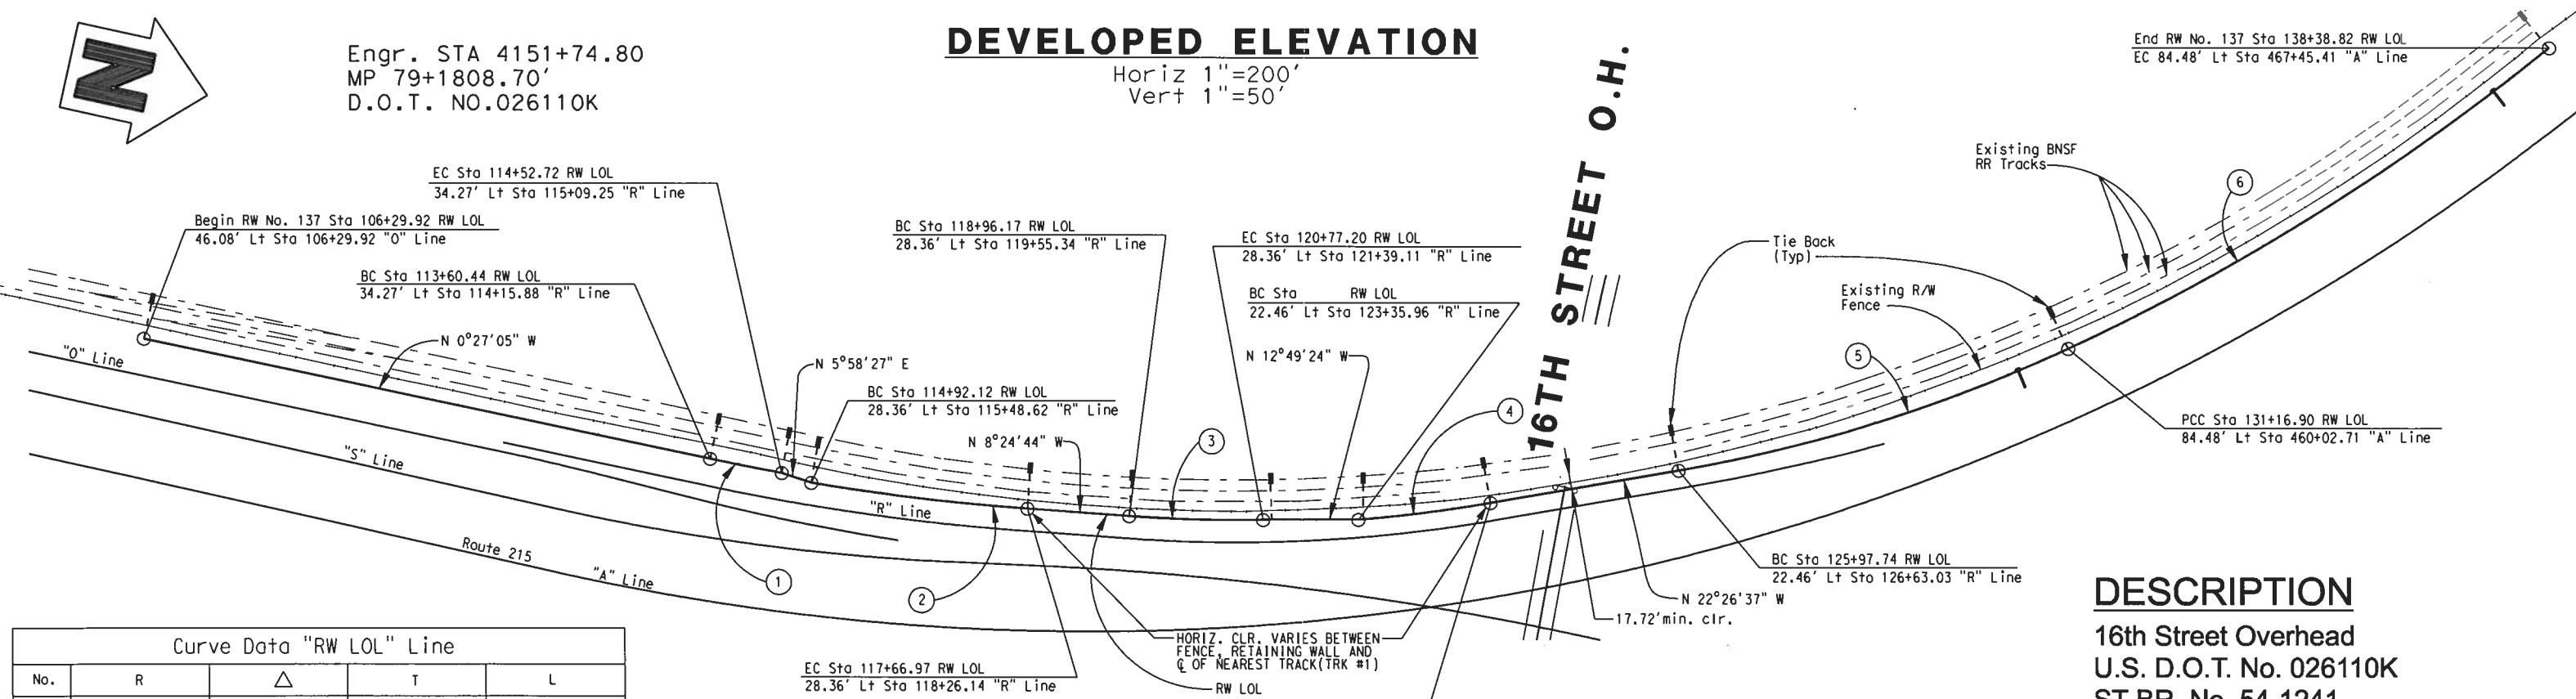 DEVELOPED ELEVATION
Horiz 1"=200'
Vert 1"=50'
N
Engr. STA 4151+74.80
MP 79+1808.70'
D.O.T. NO.026110K
End RW No. 137 Sta 138+38.82 RW LOL
EC 84.48' Lt Sta 467+45.41 "A" Line
16TH STREET O.H.
Existing BNSF
RR Tracks
6
EC Sta 114+52.72 RW LOL
34.27' Lt Sta 115+09.25 "R" Line
Begin RW No. 137 Sta 106+29.92 RW LOL
46.08' Lt Sta 106+29.92 "O" Line
BC Sta 118+96.17 RW LOL
28.36' Lt Sta 119+55.34 "R" Line
EC Sta 120+77.20 RW LOL
28.36' Lt Sta 121+39.11 "R" Line
Tie Back
(Typ)
BC Sta 113+60.44 RW LOL
34.27' Lt Sta 114+15.88 "R" Line
BC Sta RW LOL
22.46' Lt Sta 123+35.96 "R" Line
Existing R/W
Fence
N 0°27'05" W
"O" Line
N 5°58'27" E
N 12°49'24" W
5
BC Sta 114+92.12 RW LOL
28.36' Lt Sta 115+48.62 "R" Line
4
PCC Sta 131+16.90 RW LOL
84.48' Lt Sta 460+02.71 "A" Line
N 8°24'44" W
3
"S" Line
"R" Line
Route 215
"A" Line
1
2
BC Sta 125+97.74 RW LOL
22.46' Lt Sta 126+63.03 "R" Line
N 22°26'37" W
17.72'min. clr.
HORIZ. CLR. VARIES BETWEEN
FENCE, RETAINING WALL AND
℄ OF NEAREST TRACK(TRK #1)
EC Sta 117+66.97 RW LOL
28.36' Lt Sta 118+26.14 "R" Line
RW LOL
Curve Data "RW LOL" Line
No. R △ T L
DESCRIPTION
16th Street Overhead
U.S. D.O.T. No. 026110K
ST BR. No. 54-1241